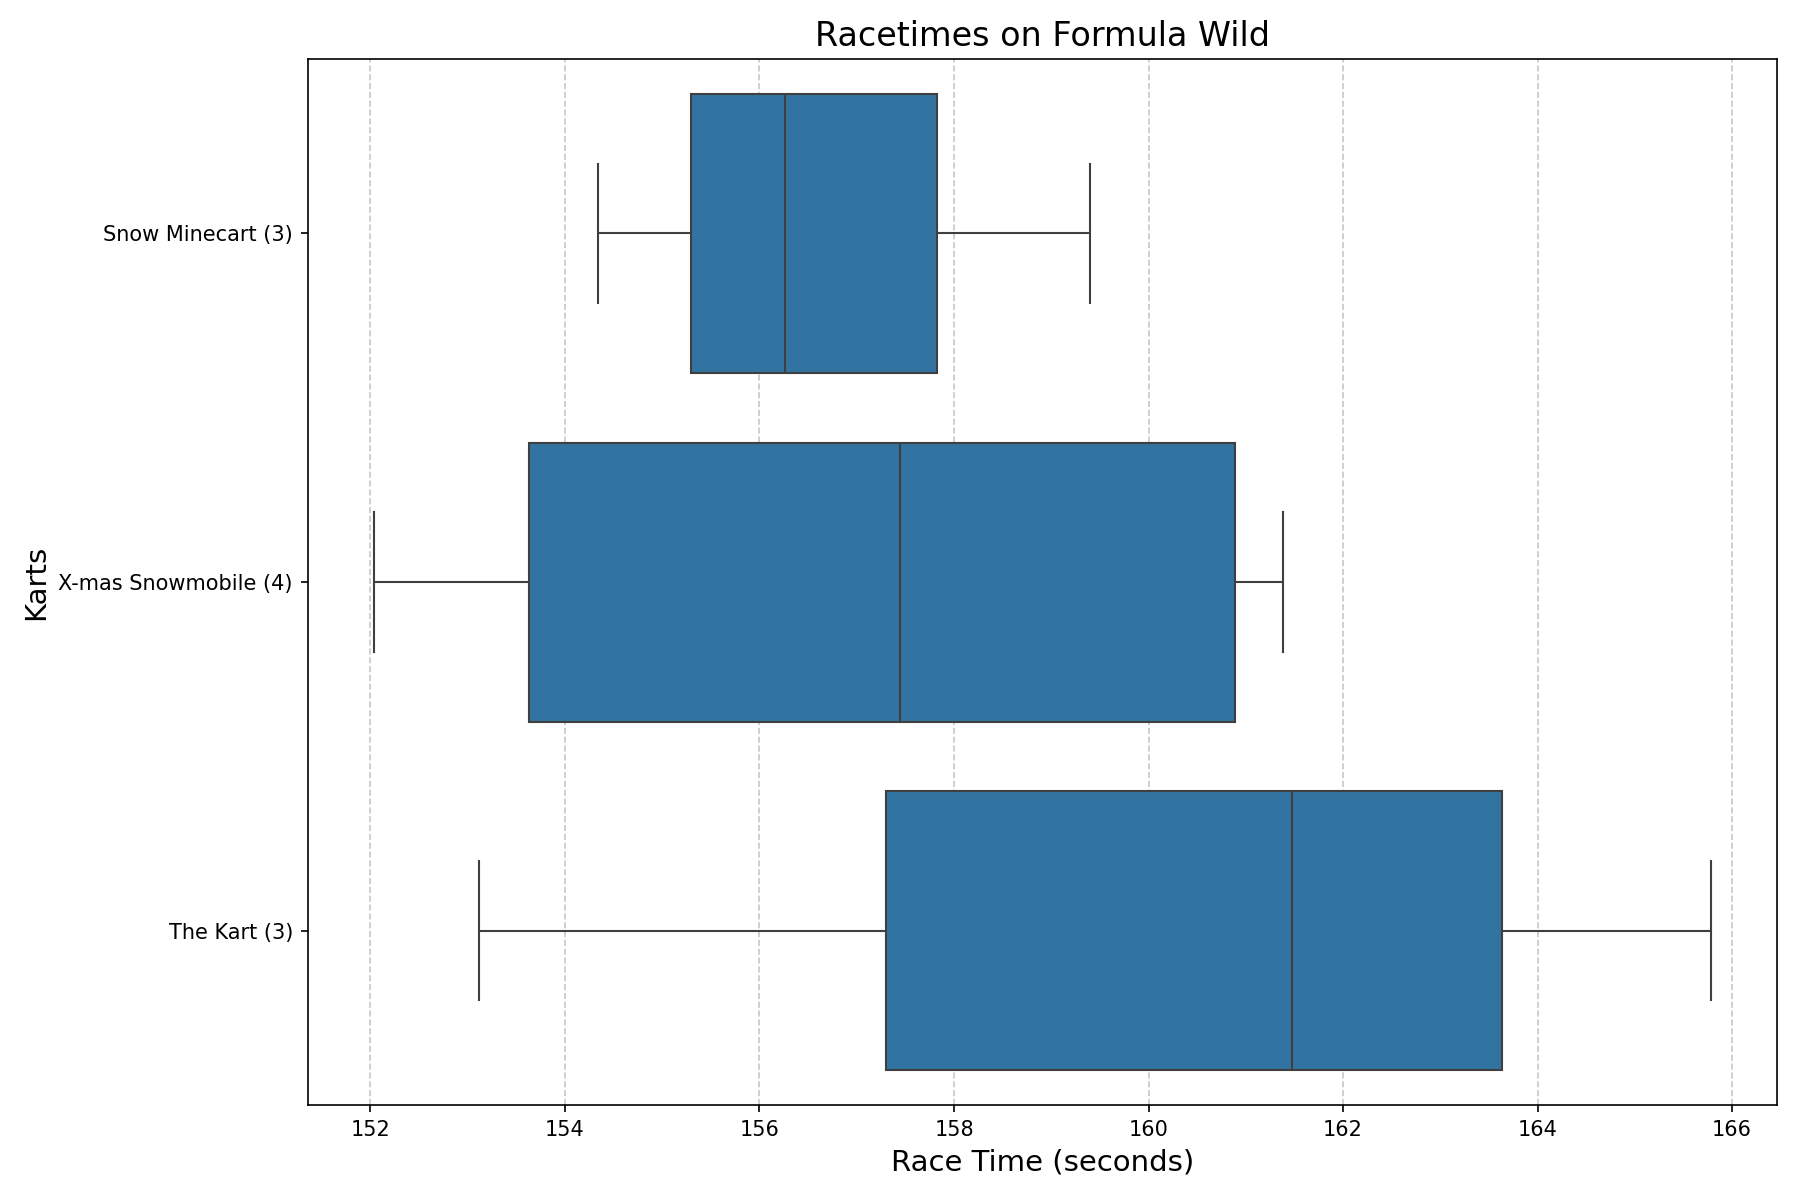 Racetimes on Formula Wild
Karts
Snow Minecart (3)
X-mas Snowmobile (4)
The Kart (3)
152 154 156 158 160 162 164 166
Race Time (seconds)